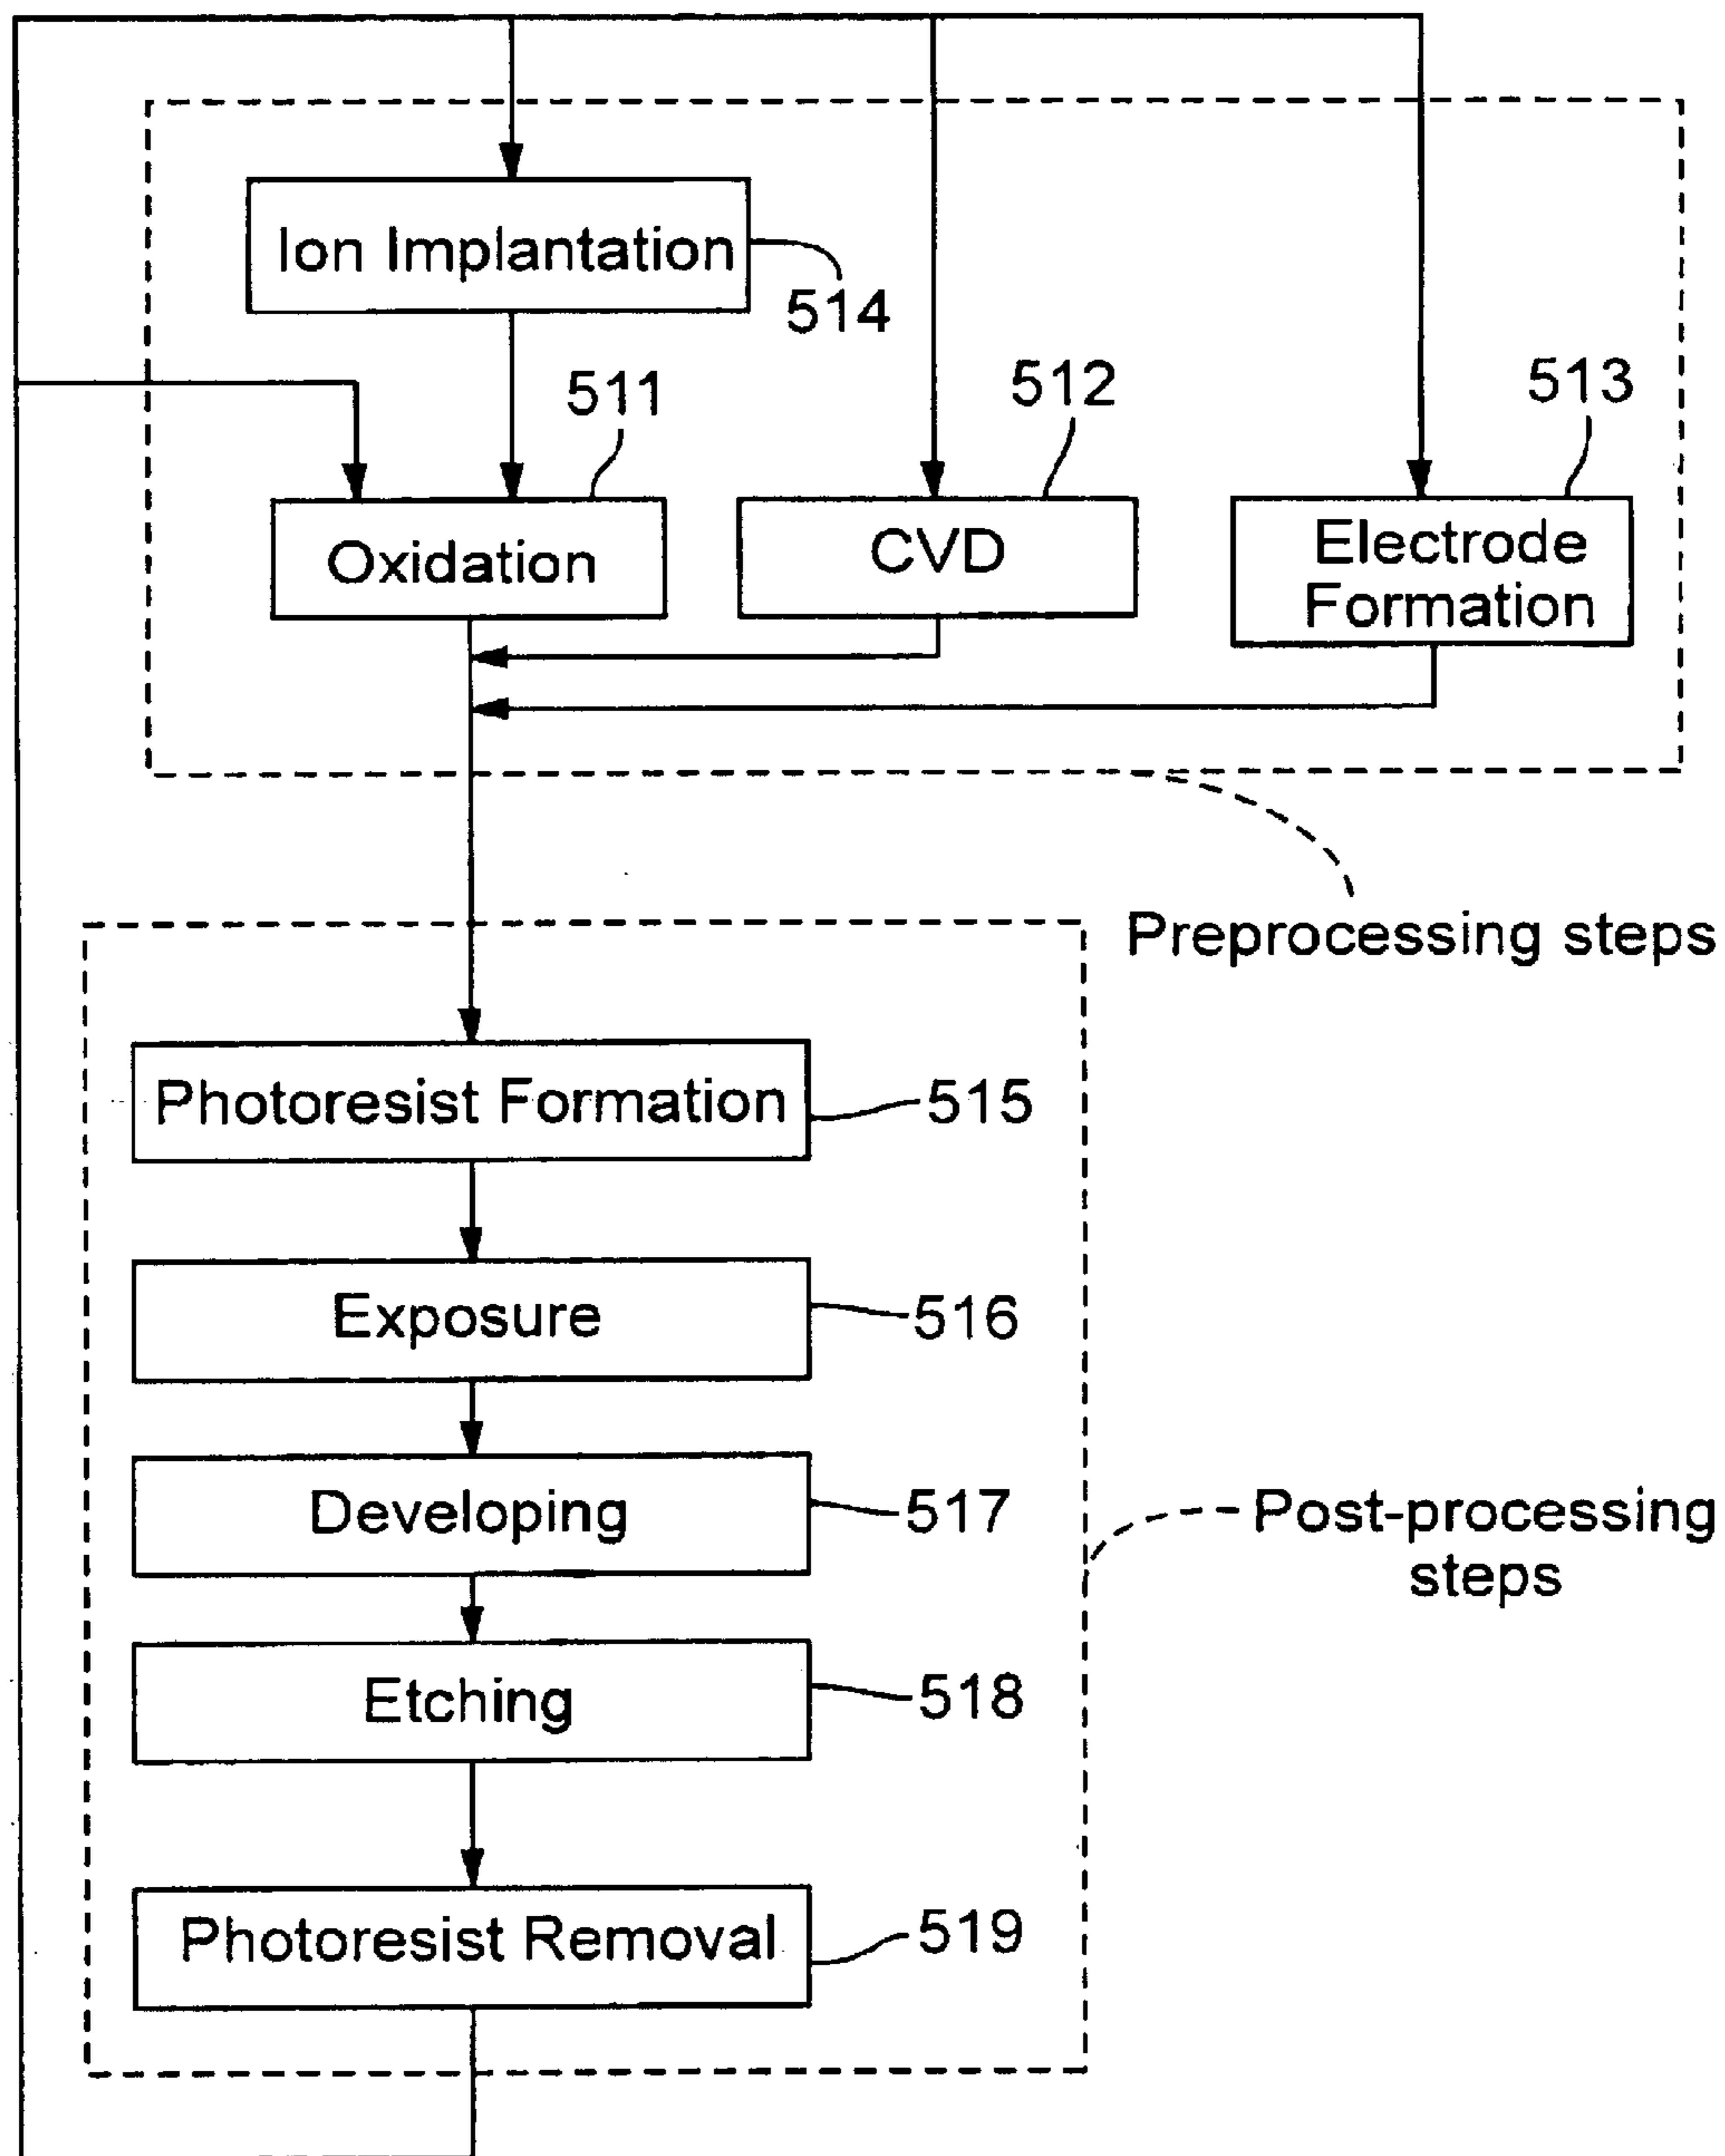 Ion Implantation
514
511
512
513
Oxidation
CVD
Electrode
Formation
Preprocessing steps
Photoresist Formation
515
Exposure
516
Developing
517
Post-processing
steps
Etching
518
Photoresist Removal
519